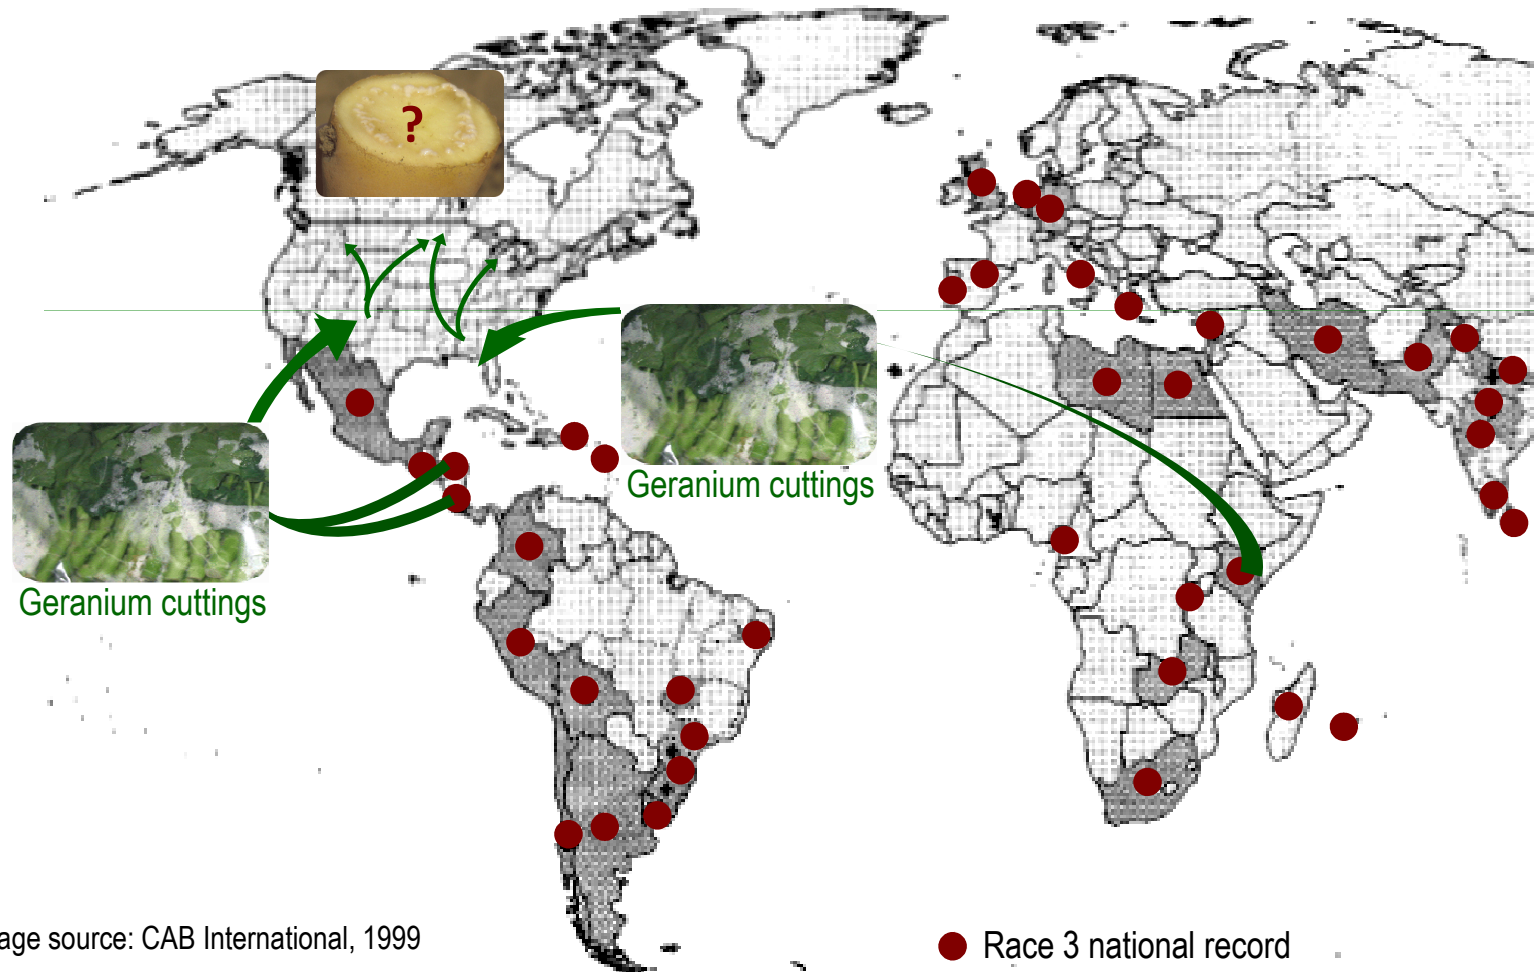 ?
Geranium cuttings
Geranium cuttings
age source: CAB International, 1999
Race 3 national record